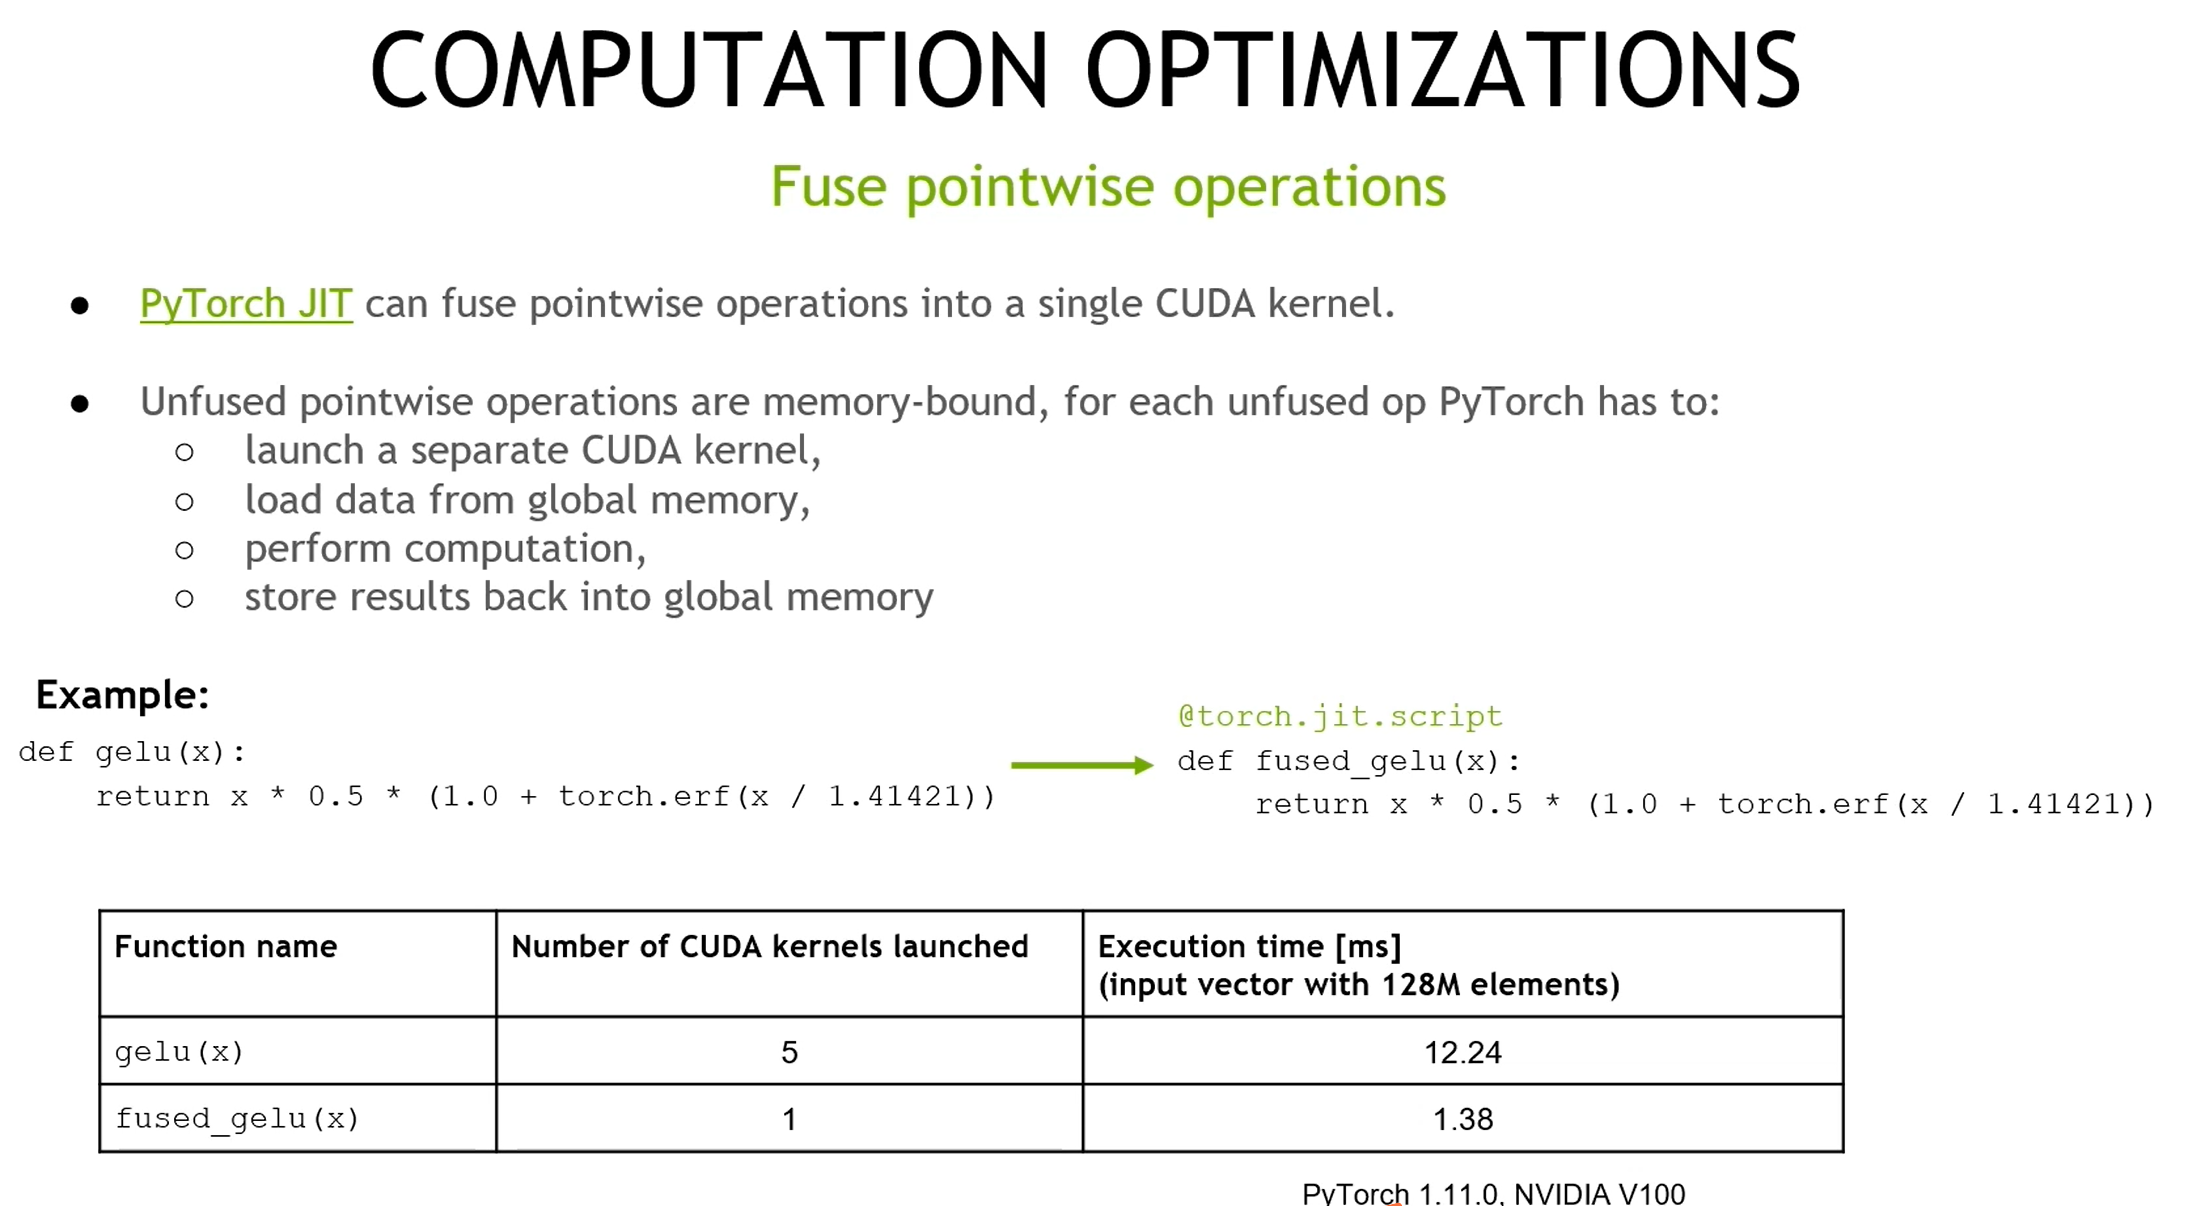 COMPUTATION OPTIMIZATIONS
Fuse pointwise operations
● PyTorch JIT can fuse pointwise operations into a single CUDA kernel.
● Unfused pointwise operations are memory-bound, for each unfused op PyTorch has to:
○ launch a separate CUDA kernel,
○ load data from global memory,
○ perform computation,
○ store results back into global memory
Example:
def gelu(x):
    return x * 0.5 * (1.0 + torch.erf(x / 1.41421))
@torch.jit.script
def fused_gelu(x):
    return x * 0.5 * (1.0 + torch.erf(x / 1.41421))
Function name Number of CUDA kernels launched Execution time [ms]
(input vector with 128M elements)
gelu(x) 5 12.24
fused_gelu(x) 1 1.38
PyTorch 1.11.0, NVIDIA V100